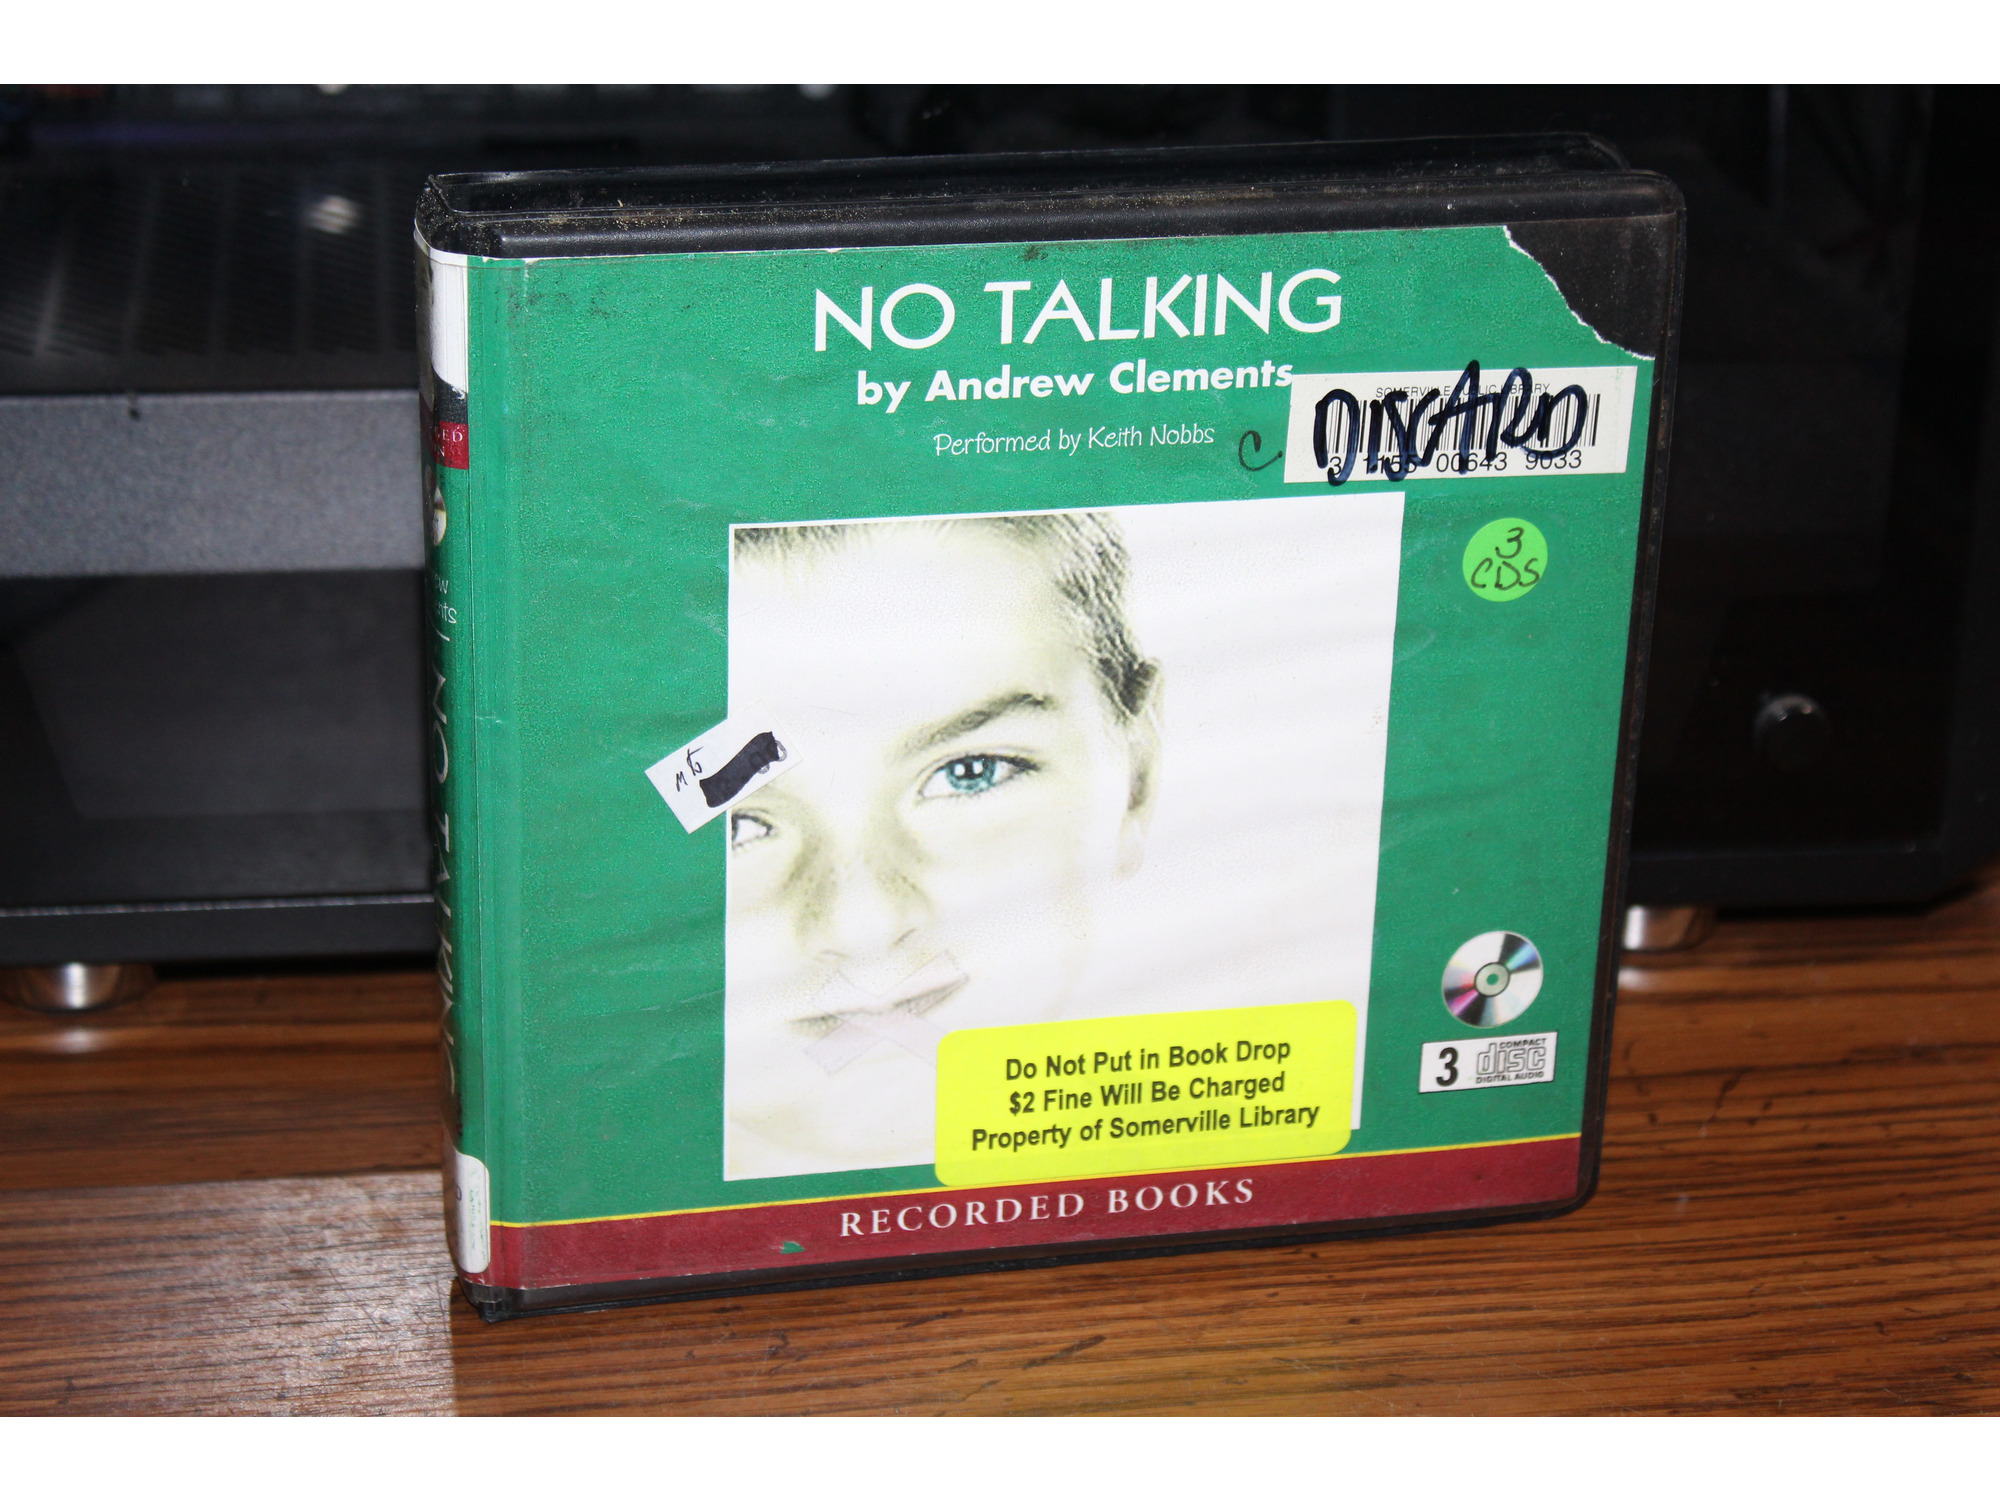 NO TALKING
by Andrew Clements
Performed by Keith Nobbs
C
SOMERVILLE PUBLIC LIBRARY
DISCARD
3 1155 00643 9033
3
CDS
Do Not Put in Book Drop
$2 Fine Will Be Charged
Property of Somerville Library
3
COMPACT
disc
DIGITAL AUDIO
RECORDED BOOKS
NO TALKING